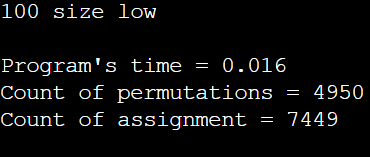 100 size low
Program's time = 0.016
Count of permutations = 4950
Count of assignment = 7449